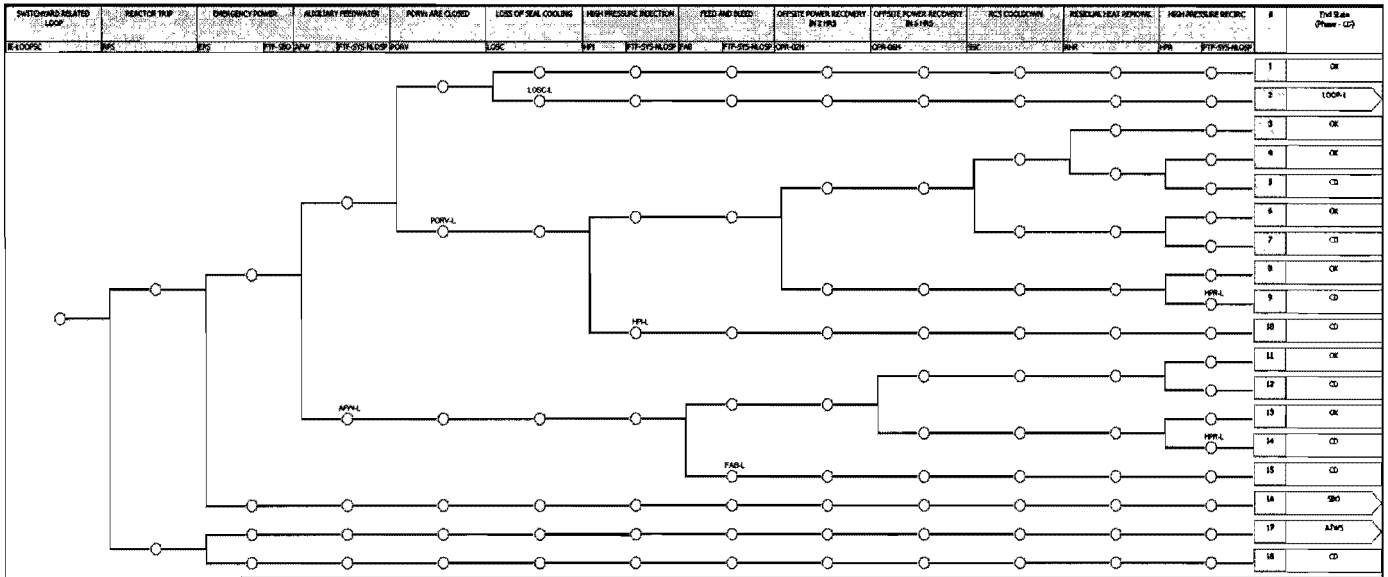 SWITCHYARD RELATED LOOP
REACTOR TRIP
EMERGENCY POWER
AUXILIARY FEEDWATER
PORVs ARE CLOSED
LOSS OF SEAL COOLING
HIGH PRESSURE INJECTION
FEED AND BLEED
OFFSITE POWER RECOVERY IN 2 HRS
OFFSITE POWER RECOVERY IN 6 HRS
RCS COOLDOWN
RESIDUAL HEAT REMOVAL
HIGH PRESSURE RECIRC
#
End State
(Phase - CD)
IE-LOOPSC
RPS
EPS
FTF-SBO
AFW
FTF-SYS-NLOSP
PORV
LOSC
HPI
FTF-SYS-NLOSP
FAB
FTF-SYS-NLOSP
OPR-02H
OPR-06H
SSC
RHR
HPR
FTF-SYS-NLOSP
1 OK
LOSC-L
2 LOOP-1
3 OK
4 OK
5 CD
6 OK
PORV-L
7 CD
8 OK
HPR-L
9 CD
HPI-L
10 CD
11 OK
12 CD
AFW-L
13 OK
HPR-L
14 CD
FAB-L
15 CD
16 SBO
17 ATWS
18 CD